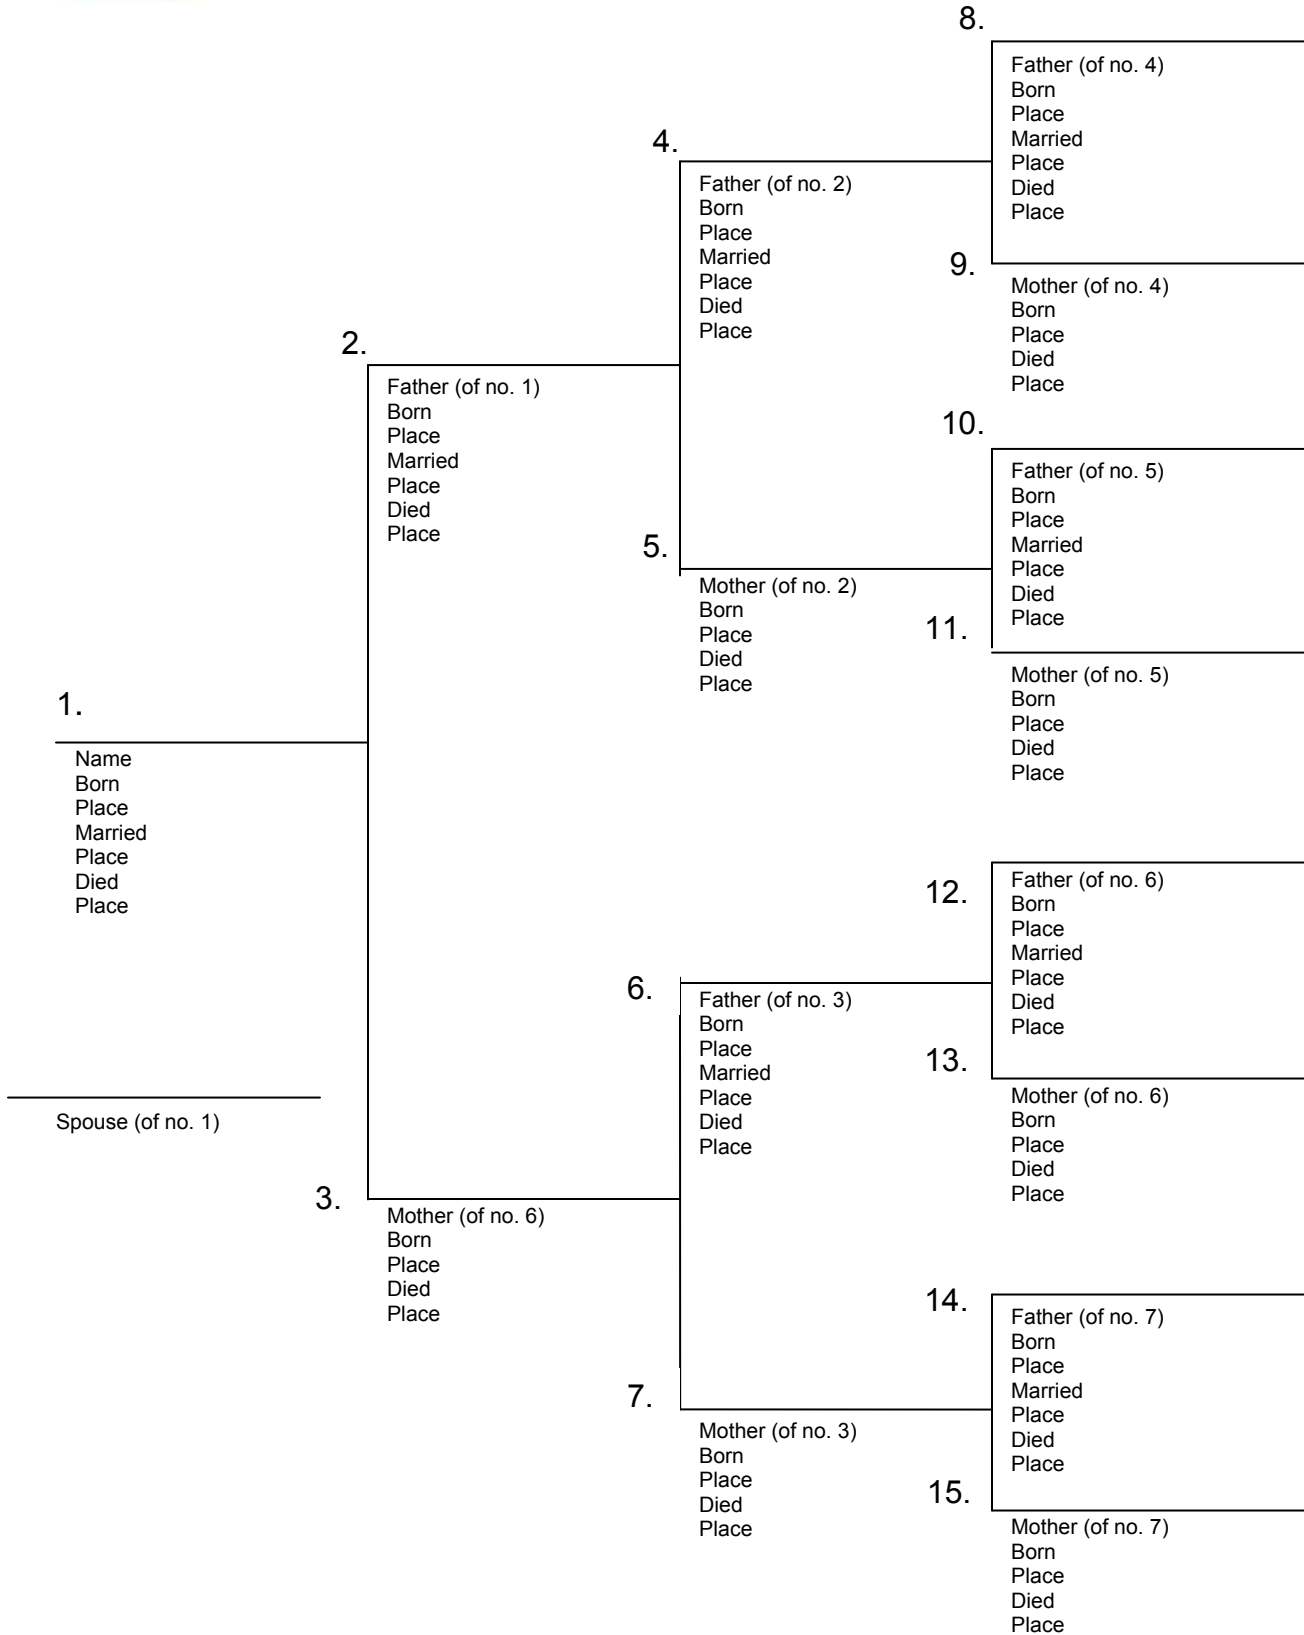 8.
Father (of no. 4)
Born
Place
Married
Place
Died
Place
4.
Father (of no. 2)
Born
Place
Married
Place
Died
Place
9.
Mother (of no. 4)
Born
Place
Died
Place
2.
Father (of no. 1)
Born
Place
Married
Place
Died
Place
10.
Father (of no. 5)
Born
Place
Married
Place
Died
Place
5.
Mother (of no. 2)
Born
Place
Died
Place
11.
Mother (of no. 5)
Born
Place
Died
Place
1.
Name
Born
Place
Married
Place
Died
Place
Spouse (of no. 1)
12.
Father (of no. 6)
Born
Place
Married
Place
Died
Place
6.
Father (of no. 3)
Born
Place
Married
Place
Died
Place
13.
Mother (of no. 6)
Born
Place
Died
Place
3.
Mother (of no. 6)
Born
Place
Died
Place
14.
Father (of no. 7)
Born
Place
Married
Place
Died
Place
7.
Mother (of no. 3)
Born
Place
Died
Place
15.
Mother (of no. 7)
Born
Place
Died
Place